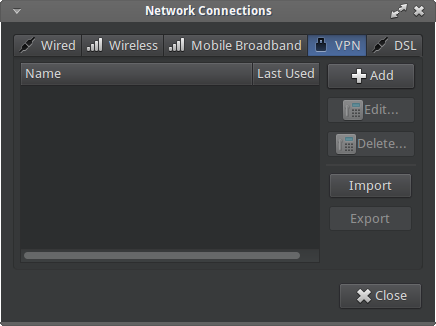 Network Connections
Wired Wireless Mobile Broadband VPN DSL
Name Last Used
Add
Edit...
Delete...
Import
Export
Close